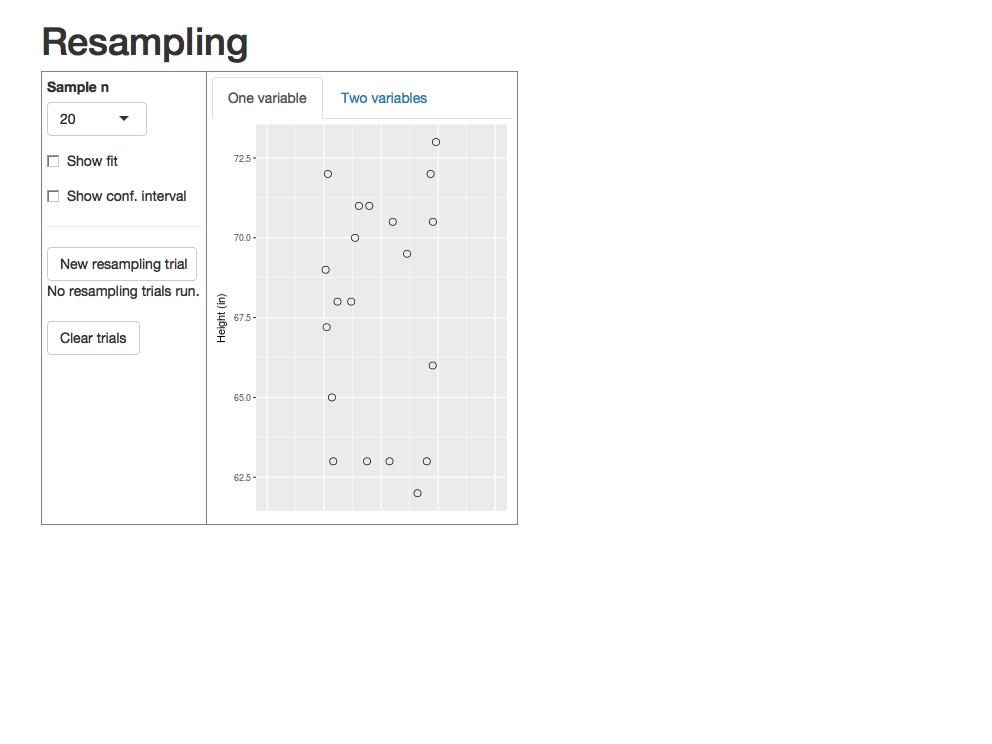 Resampling
Sample n
20
Show fit
Show conf. interval
New resampling trial
No resampling trials run.
Clear trials
One variable
Two variables
Height (in)
72.5
70.0
67.5
65.0
62.5